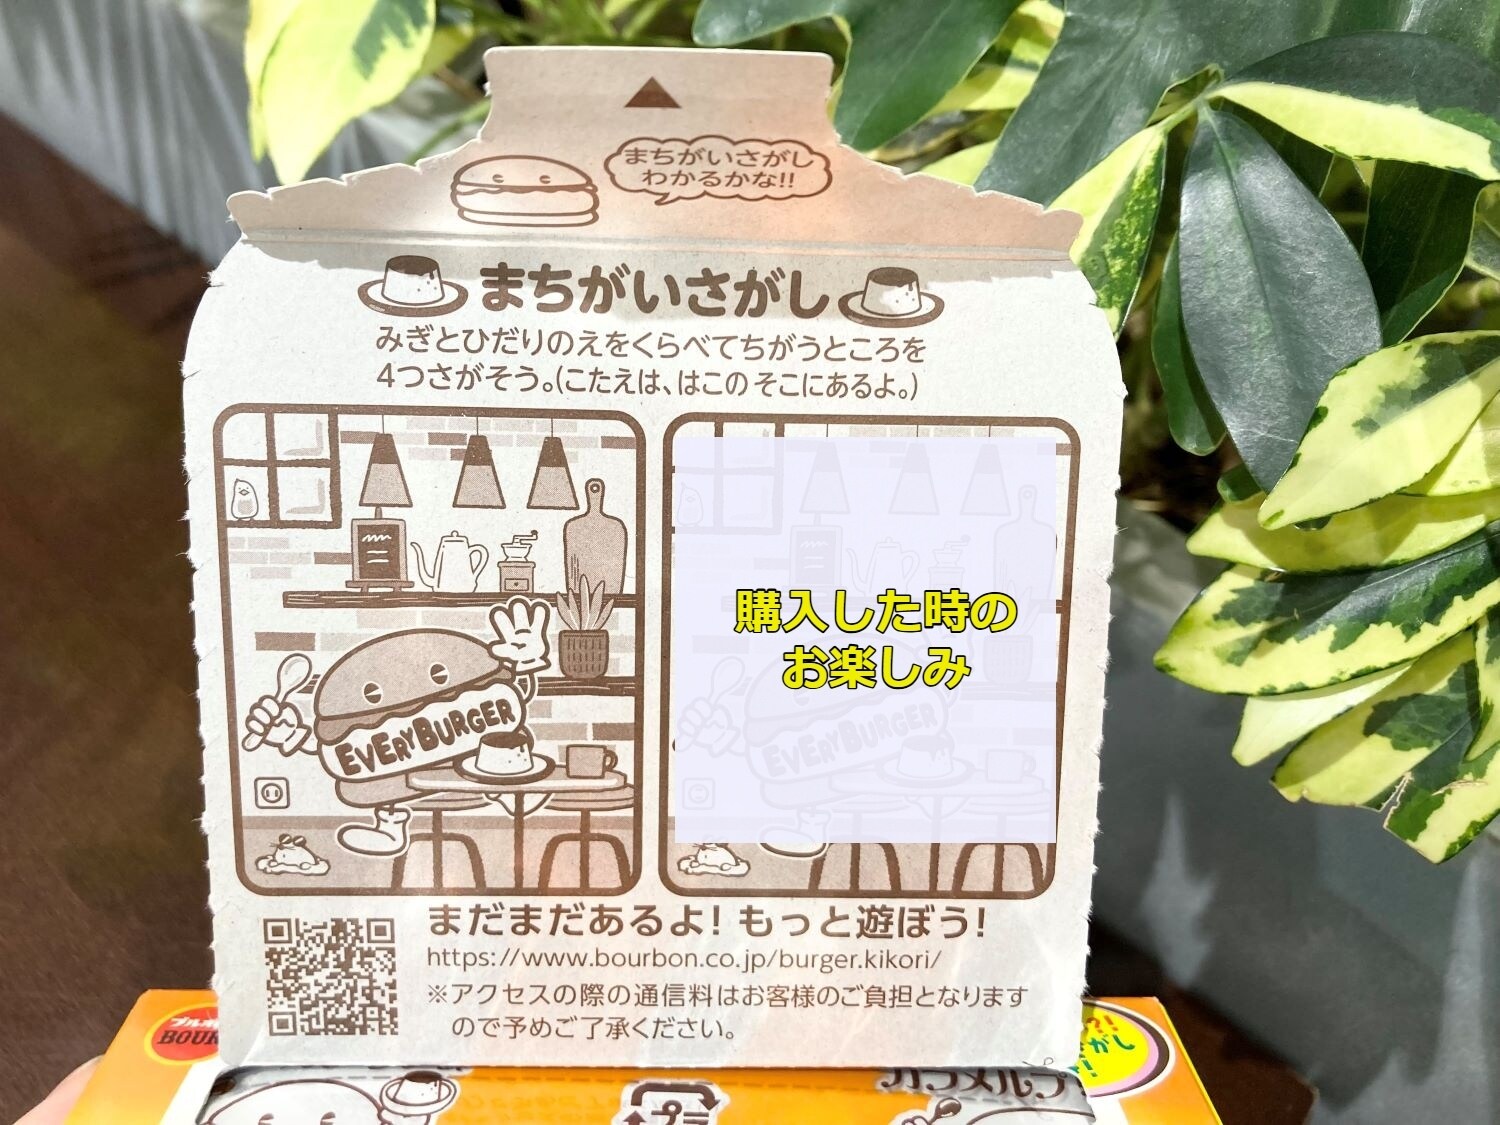 まちがいさがし
わかるかな!!
まちがいさがし
みぎとひだりのえをくらべてちがうところを
4つさがそう。(こたえは、はこの そこにあるよ。)
EVERYBURGER
購入した時の
お楽しみ
EVERYBURGER
まだまだあるよ! もっと遊ぼう!
https://www.bourbon.co.jp/burger.kikori/
※アクセスの際の通信料はお客様のご負担となります
ので予めご了承ください。
プラ